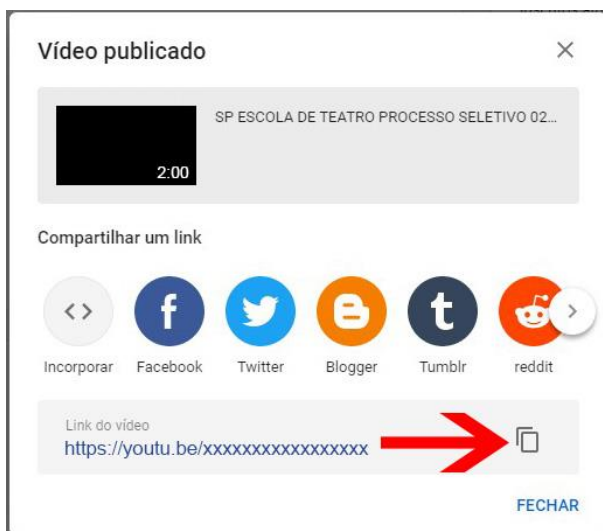 Vídeo publicado
SP ESCOLA DE TEATRO PROCESSO SELETIVO 02...
2:00
Compartilhar um link
Incorporar Facebook Twitter Blogger Tumblr reddit
Link do vídeo
https://youtu.be/xxxxxxxxxxxxxxxxxx
FECHAR